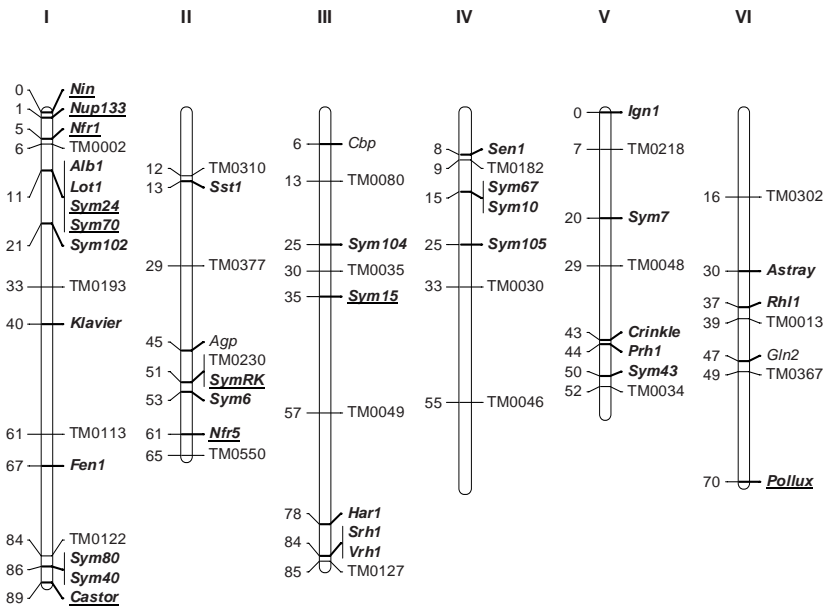 I II III IV V VI
0 Nin
1 Nup133
5 Nfr1
6 TM0002
Alb1
Lot1
11 Sym24
Sym70
21 Sym102
33 TM0193
40 Klavier
61 TM0113
67 Fen1
84 TM0122
Sym80
86 Sym40
89 Castor
12 TM0310
13 Sst1
29 TM0377
45 Agp
TM0230
51 SymRK
53 Sym6
61 Nfr5
65 TM0550
6 Cbp
13 TM0080
25 Sym104
30 TM0035
35 Sym15
57 TM0049
78 Har1
Srh1
84 Vrh1
85 TM0127
8 Sen1
9 TM0182
Sym67
15 Sym10
25 Sym105
33 TM0030
55 TM0046
0 Ign1
7 TM0218
20 Sym7
29 TM0048
43 Crinkle
44 Prh1
50 Sym43
52 TM0034
16 TM0302
30 Astray
37 Rhl1
39 TM0013
47 Gln2
49 TM0367
70 Pollux